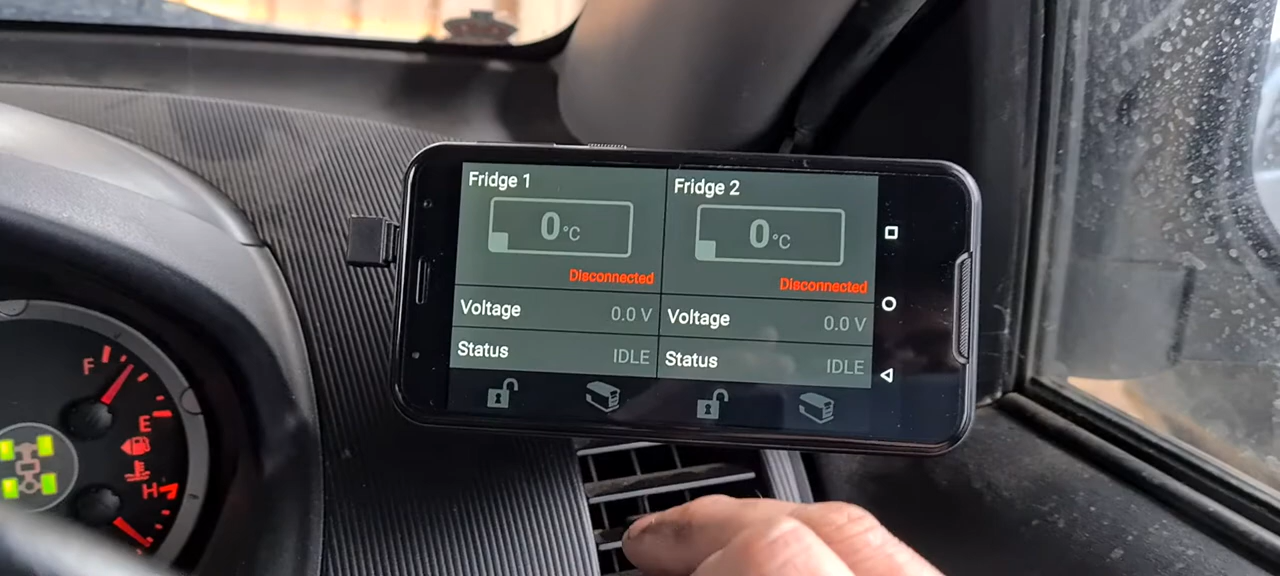 Fridge 1
0°C
Disconnected
Voltage 0.0 V
Status IDLE
Fridge 2
0°C
Disconnected
Voltage 0.0 V
Status IDLE
F
E
H